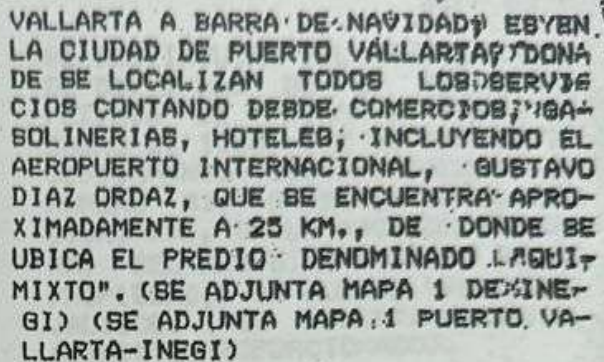 VALLARTA A BARRA DE NAVIDAD, ES EN
LA CIUDAD DE PUERTO VALLARTA, DON
DE SE LOCALIZAN TODOS LOS SERVI-
CIOS CONTANDO DESDE COMERCIOS, GA-
SOLINERIAS, HOTELES, INCLUYENDO EL
AEROPUERTO INTERNACIONAL, GUSTAVO
DIAZ ORDAZ, QUE SE ENCUENTRA APRO-
XIMADAMENTE A 25 KM., DE DONDE SE
UBICA EL PREDIO DENOMINADO
MIXTO". (SE ADJUNTA MAPA 1 DE INE-
GI) (SE ADJUNTA MAPA 1 PUERTO VA-
LLARTA-INEGI)